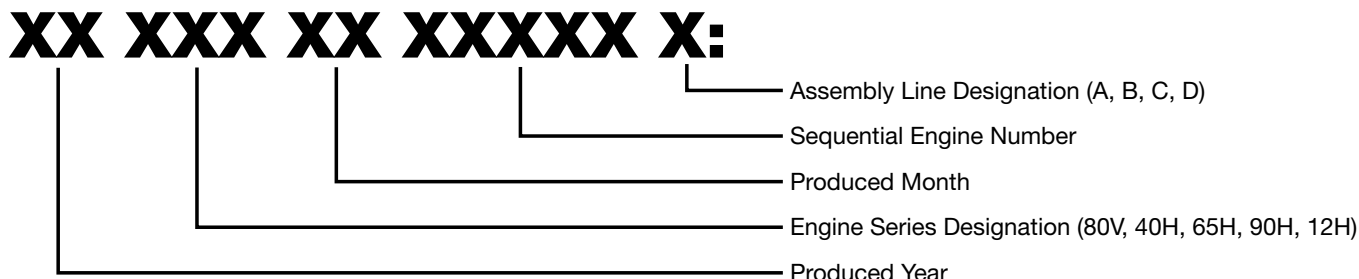 XX XXX XX XXXXX X:
Assembly Line Designation (A, B, C, D)
Sequential Engine Number
Produced Month
Engine Series Designation (80V, 40H, 65H, 90H, 12H)
Produced Year